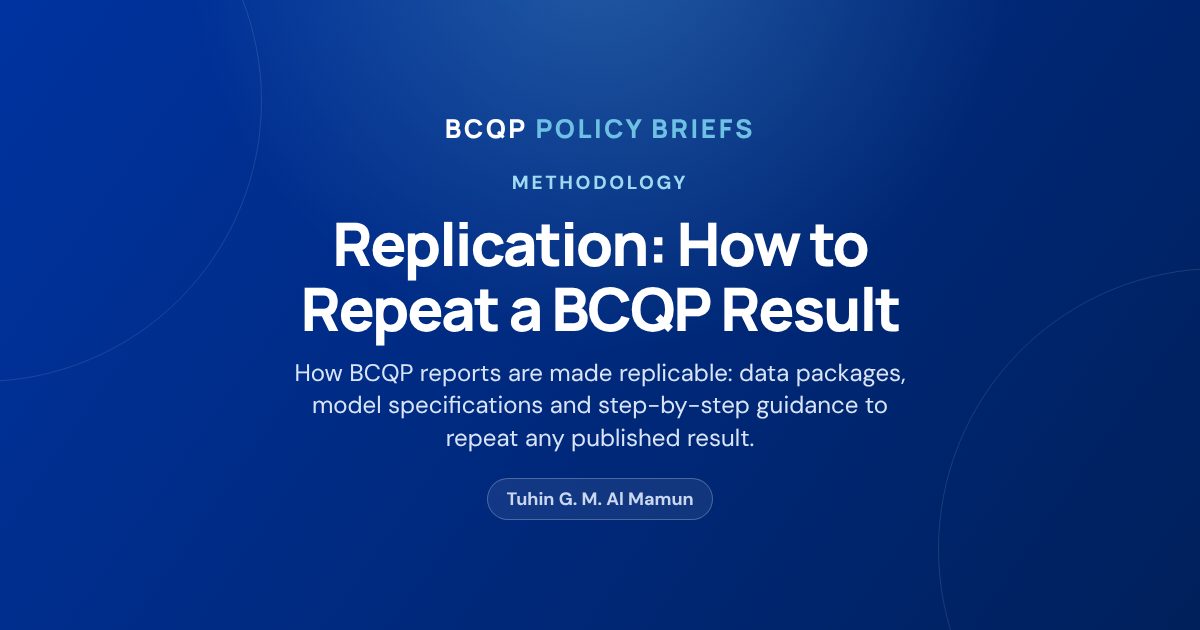 BCQP POLICY BRIEFS
METHODOLOGY
Replication: How to
Repeat a BCQP Result
How BCQP reports are made replicable: data packages,
model specifications and step-by-step guidance to
repeat any published result.
Tuhin G. M. Al Mamun